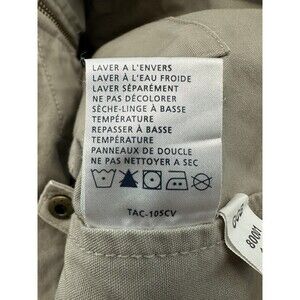 LAVER A L'ENVERS
LAVER À L'EAU FROIDE
LAVER SÉPARÉMENT
NE PAS DÉCOLORER
SÈCHE-LINGE À BASSE
TEMPÉRATURE
REPASSER À BASSE
TEMPÉRATURE
PANNEAUX DE DOUCLE
NE PAS NETTOYER A SEC
TAC-105CV